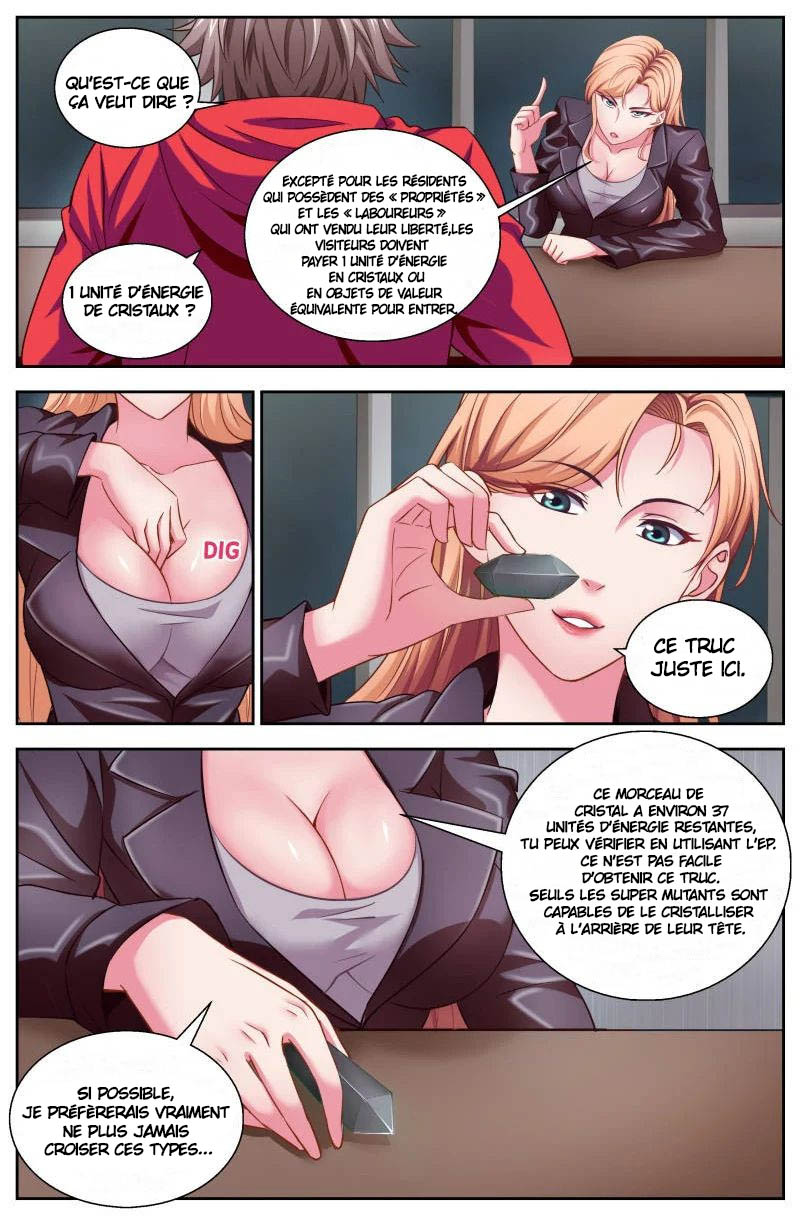 QU'EST-CE QUE
ÇA VEUT DIRE ?
EXCEPTÉ POUR LES RÉSIDENTS
QUI POSSÈDENT DES « PROPRIÉTÉS »
ET LES « LABOUREURS »
QUI ONT VENDU LEUR LIBERTÉ,LES
VISITEURS DOIVENT
PAYER 1 UNITÉ D'ÉNERGIE
EN CRISTAUX OU
EN OBJETS DE VALEUR
ÉQUIVALENTE POUR ENTRER.
1 UNITÉ D'ÉNERGIE
DE CRISTAUX ?
DIG
CE TRUC
JUSTE ICI.
CE MORCEAU DE
CRISTAL A ENVIRON 37
UNITÉS D'ÉNERGIE RESTANTES,
TU PEUX VÉRIFIER EN UTILISANT L'EP.
CE N'EST PAS FACILE
D'OBTENIR CE TRUC.
SEULS LES SUPER MUTANTS SONT
CAPABLES DE LE CRISTALLISER
À L'ARRIÈRE DE LEUR TÊTE.
SI POSSIBLE,
JE PRÉFÈRERAIS VRAIMENT
NE PLUS JAMAIS
CROISER CES TYPES...